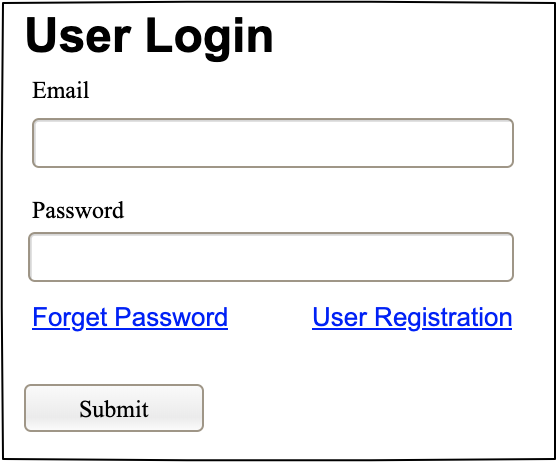 User Login
Email
Password
Forget Password User Registration
Submit